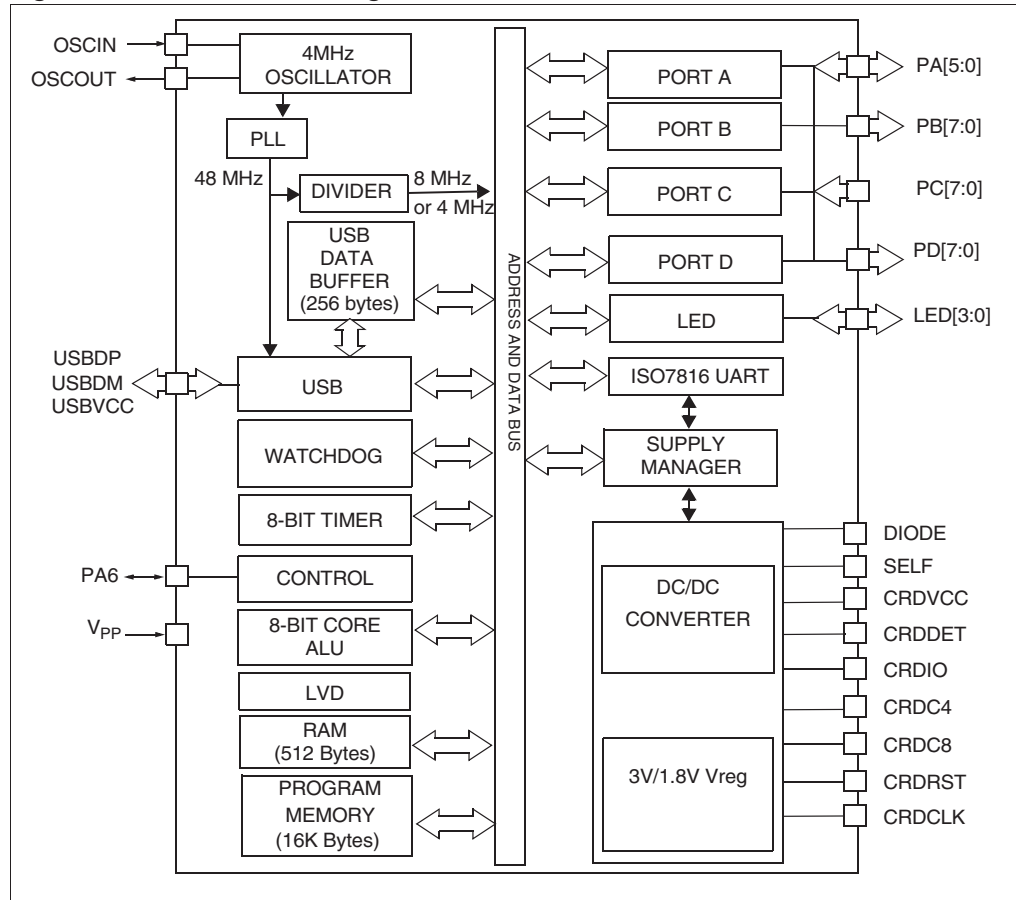 OSCIN
OSCOUT
4MHz
OSCILLATOR
PLL
48 MHz
DIVIDER
8 MHz
or 4 MHz
USB
DATA
BUFFER
(256 bytes)
USBDP
USBDM
USBVCC
USB
WATCHDOG
8-BIT TIMER
PA6
CONTROL
VPP
8-BIT CORE
ALU
LVD
RAM
(512 Bytes)
PROGRAM
MEMORY
(16K Bytes)
ADDRESS AND DATA BUS
PORT A
PA[5:0]
PORT B
PB[7:0]
PORT C
PC[7:0]
PORT D
PD[7:0]
LED
LED[3:0]
ISO7816 UART
SUPPLY
MANAGER
DC/DC
CONVERTER
3V/1.8V Vreg
DIODE
SELF
CRDVCC
CRDDET
CRDIO
CRDC4
CRDC8
CRDRST
CRDCLK